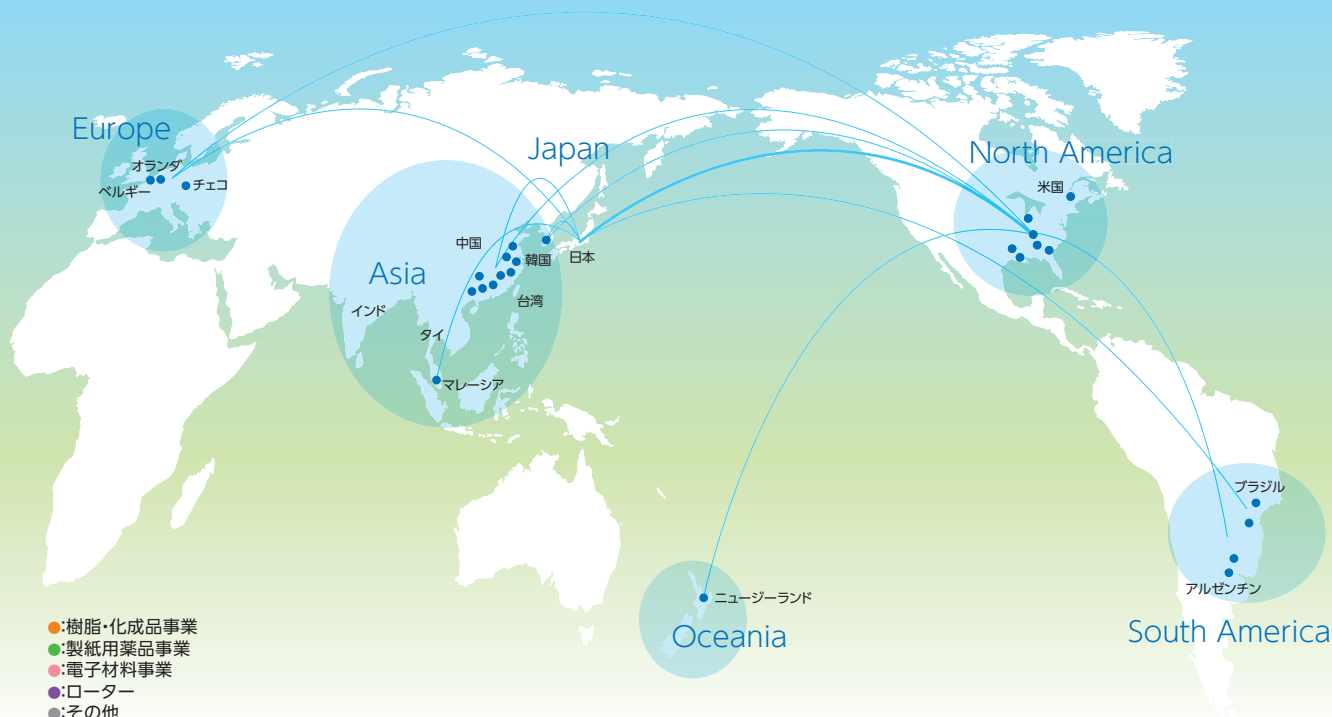 Europe
オランダ
ベルギー
チェコ
Japan
North America
米国
中国
韓国
日本
Asia
台湾
インド
タイ
マレーシア
ブラジル
アルゼンチン
ニュージーランド
Oceania
South America
●:樹脂・化成品事業
●:製紙用薬品事業
●:電子材料事業
●:ローター
●:その他